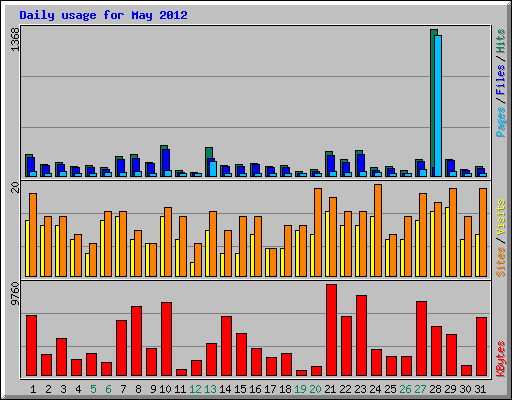 Daily usage for May 2012
1368
Pages / Files / Hits
20
Sites / Visits
9760
KBytes
1 2 3 4 5 6 7 8 9 10 11 12 13 14 15 16 17 18 19 20 21 22 23 24 25 26 27 28 29 30 31